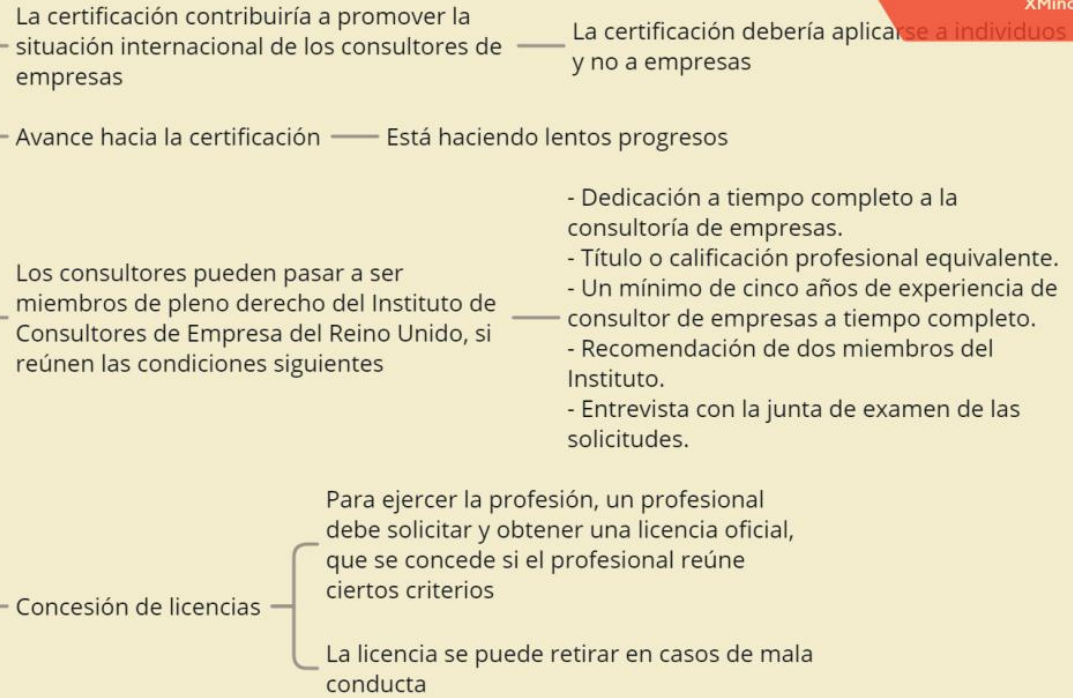 La certificación contribuiría a promover la
situación internacional de los consultores de
empresas
La certificación debería aplicarse a individuos
y no a empresas
Avance hacia la certificación
Está haciendo lentos progresos
Los consultores pueden pasar a ser
miembros de pleno derecho del Instituto de
Consultores de Empresa del Reino Unido, si
reúnen las condiciones siguientes
- Dedicación a tiempo completo a la
consultoría de empresas.
- Título o calificación profesional equivalente.
- Un mínimo de cinco años de experiencia de
consultor de empresas a tiempo completo.
- Recomendación de dos miembros del
Instituto.
- Entrevista con la junta de examen de las
solicitudes.
Concesión de licencias
Para ejercer la profesión, un profesional
debe solicitar y obtener una licencia oficial,
que se concede si el profesional reúne
ciertos criterios
La licencia se puede retirar en casos de mala
conducta